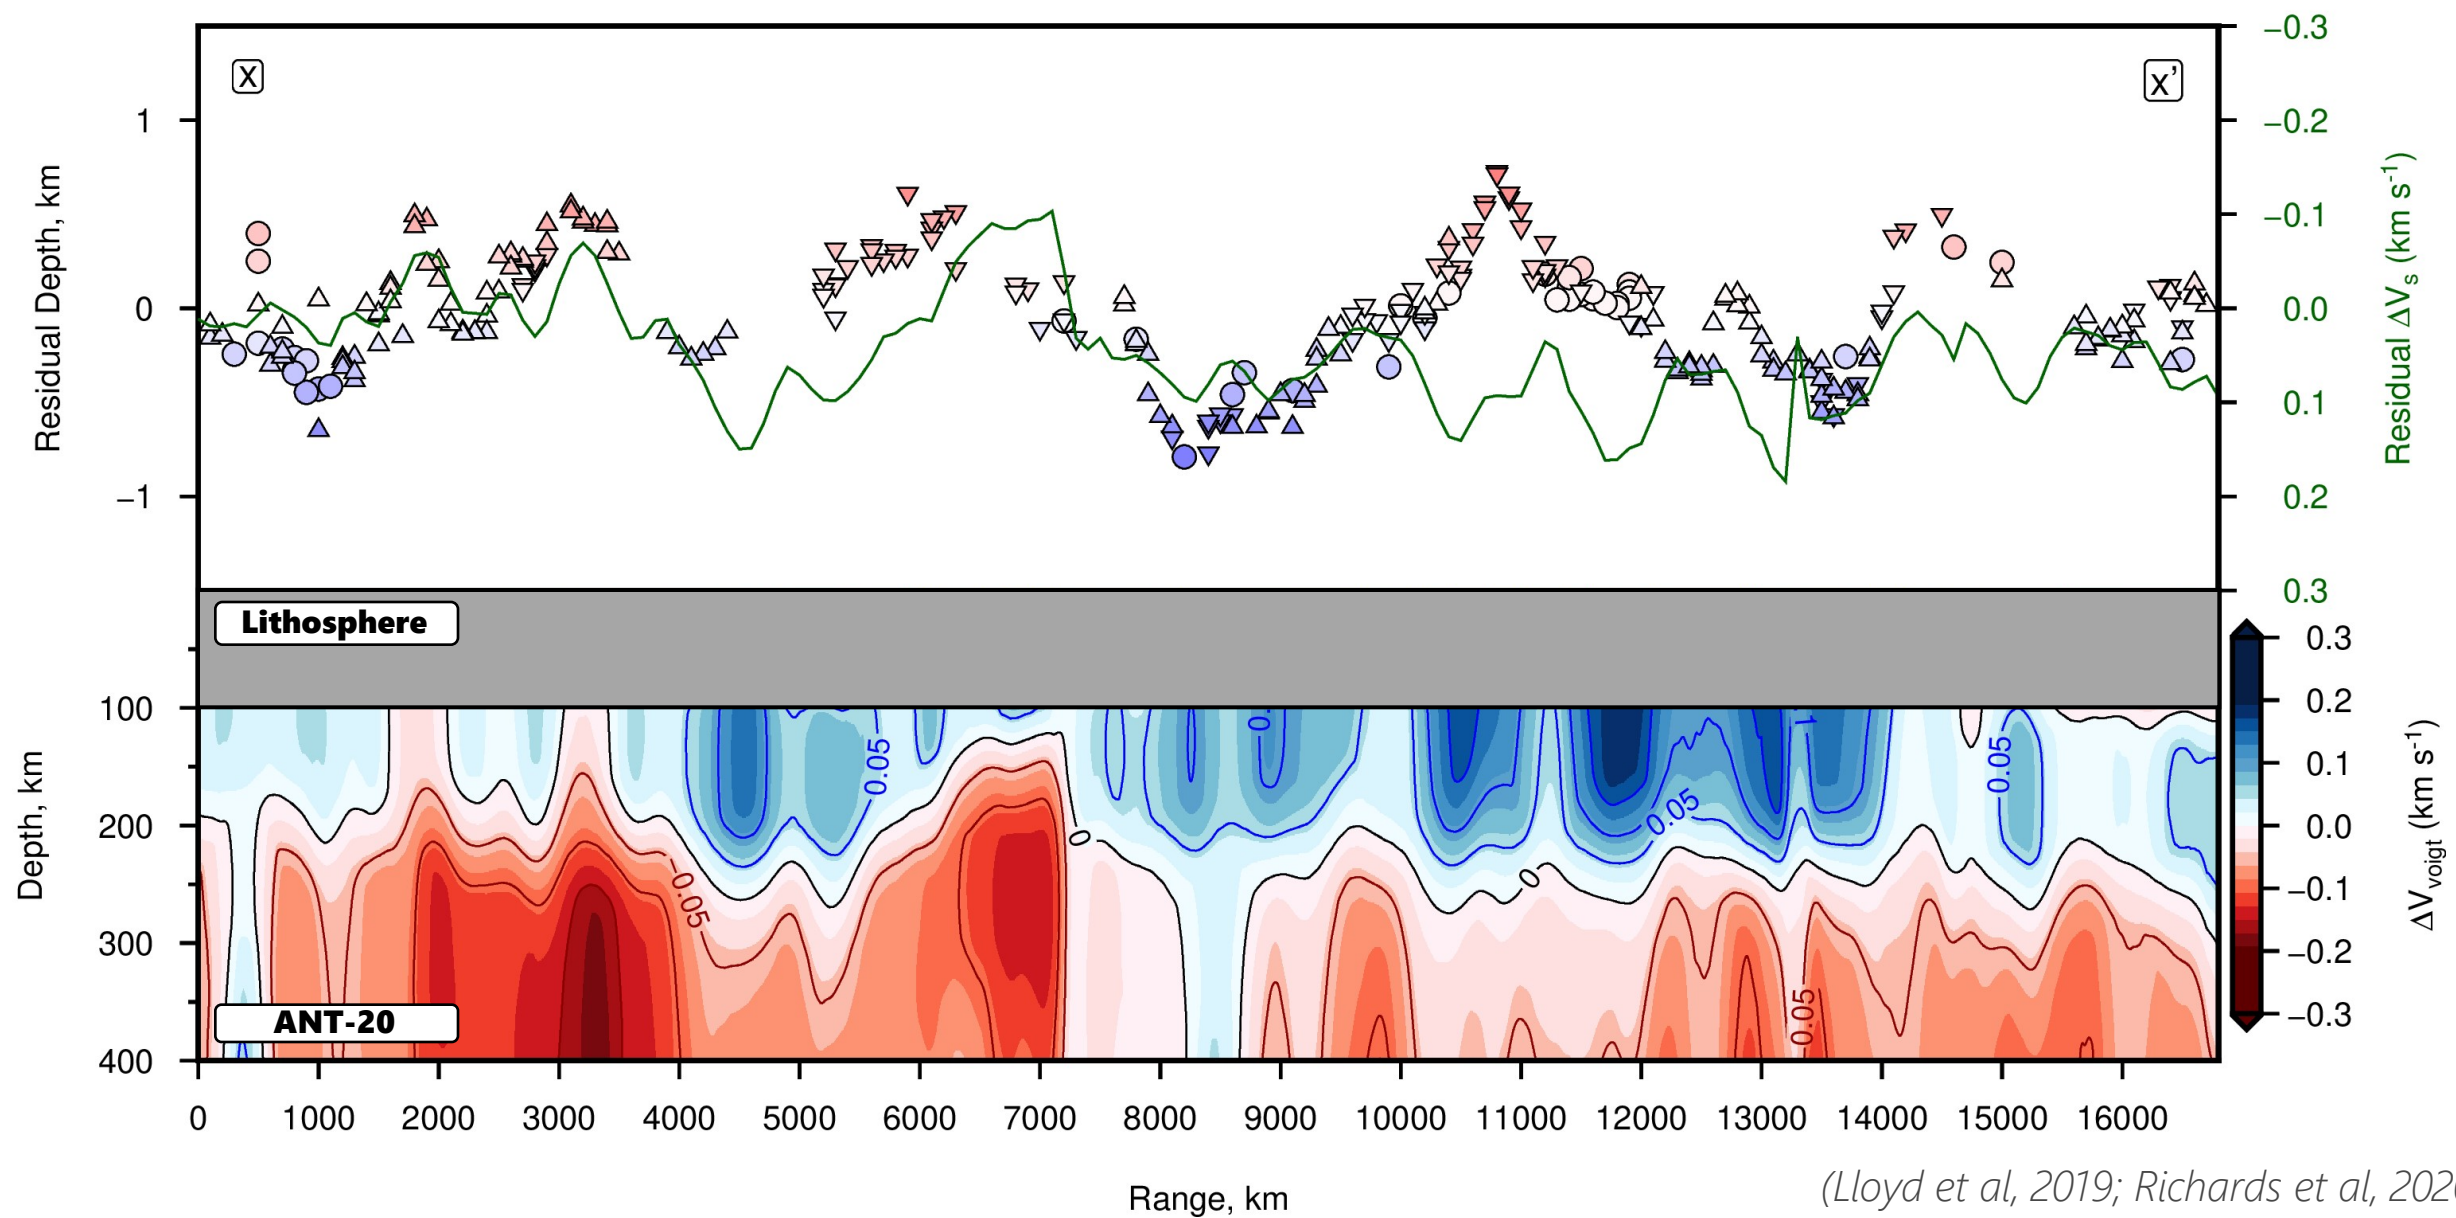 X
X’
1
0
−1
Residual Depth, km
−0.3
−0.2
−0.1
0.0
0.1
0.2
0.3
Residual ΔVs (km s-1)
Lithosphere
ANT-20
100
200
300
400
Depth, km
0.05
0.
1
0.05
0.05
0
0
−0.05
0.05
0.3
0.2
0.1
0.0
−0.1
−0.2
−0.3
ΔVvoigt (km s-1)
0 1000 2000 3000 4000 5000 6000 7000 8000 9000 10000 11000 12000 13000 14000 15000 16000
Range, km
(Lloyd et al, 2019; Richards et al, 202